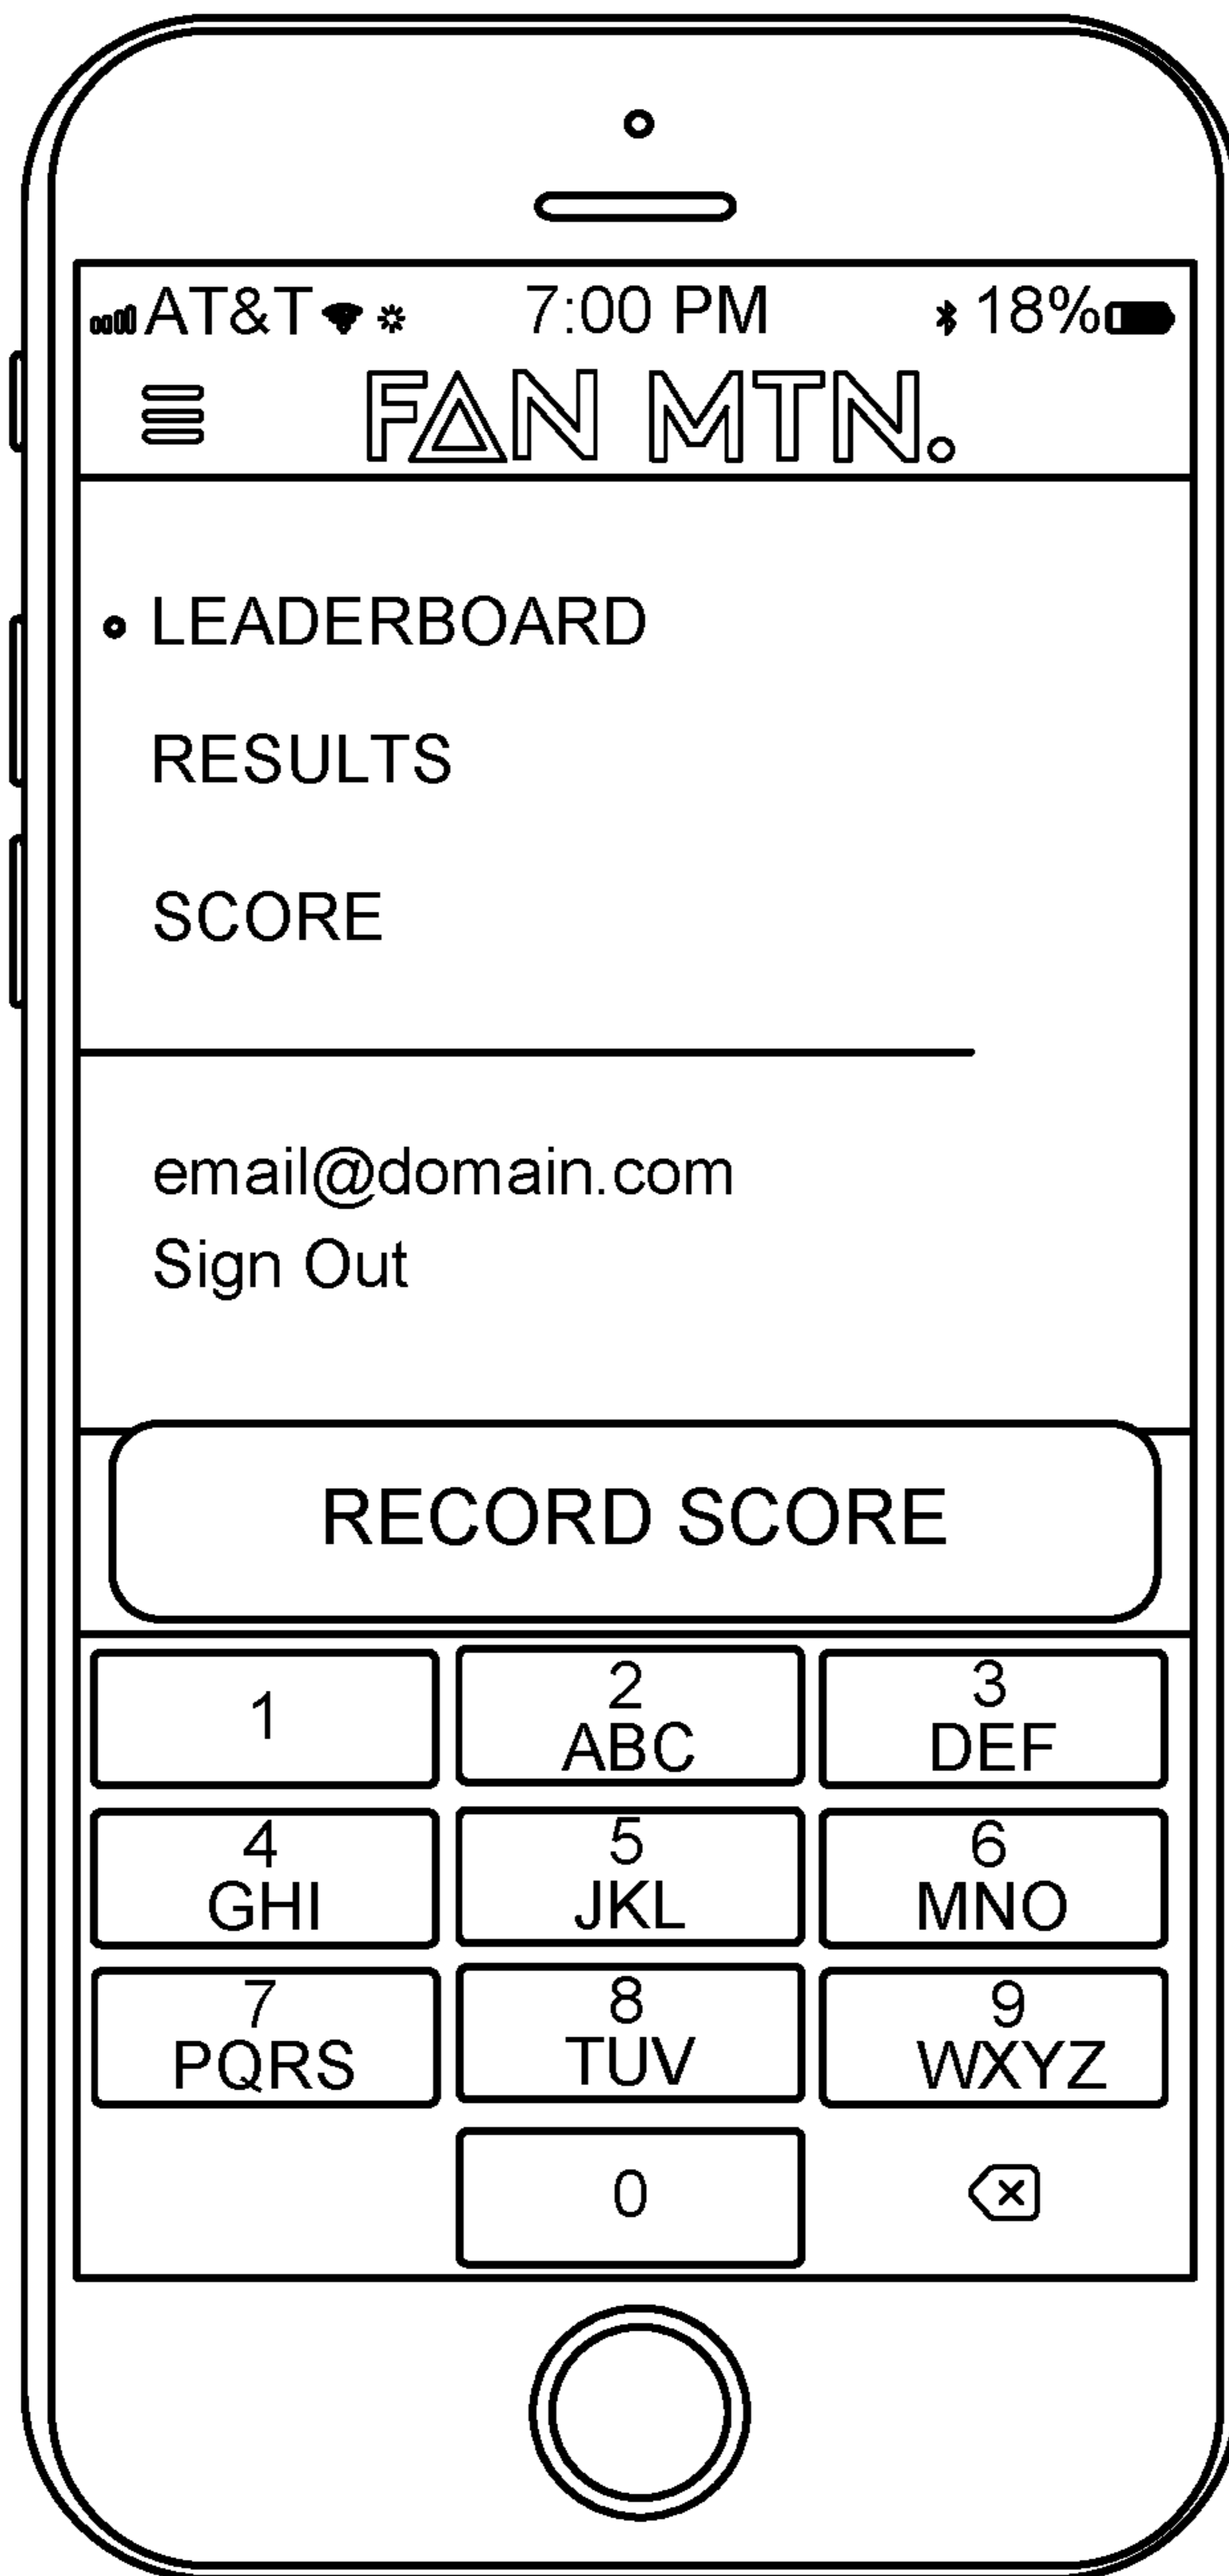 AT&T 7:00 PM 18%
FAN MTN.
LEADERBOARD
RESULTS
SCORE
email@domain.com
Sign Out
RECORD SCORE
1 2 3
ABC DEF
4 5 6
GHI JKL MNO
7 8 9
PQRS TUV WXYZ
0